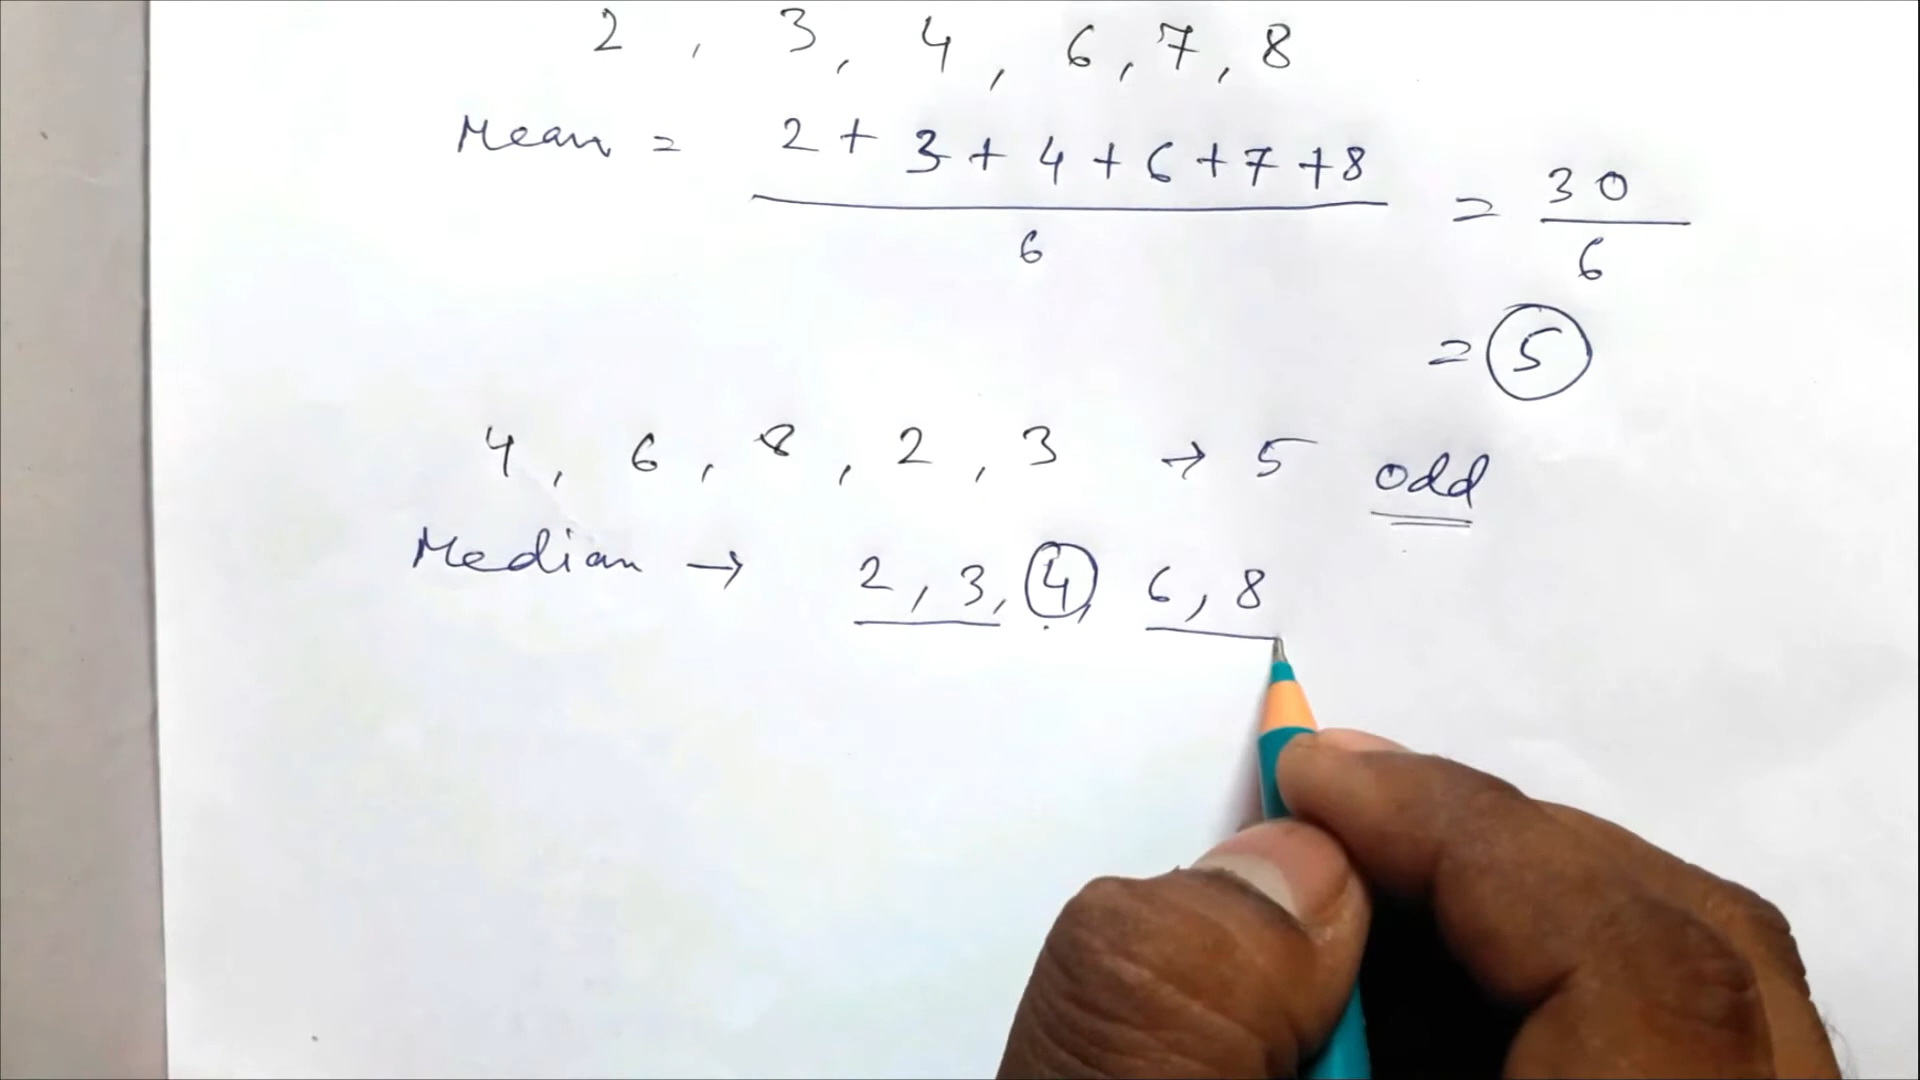 2 , 3 , 4 , 6 , 7 , 8
Mean = 2 + 3 + 4 + 6 + 7 + 8 = 30
6 6
= 5
4 , 6 , 8 , 2 , 3 → 5 odd
Median → 2 , 3 , 4 , 6 , 8